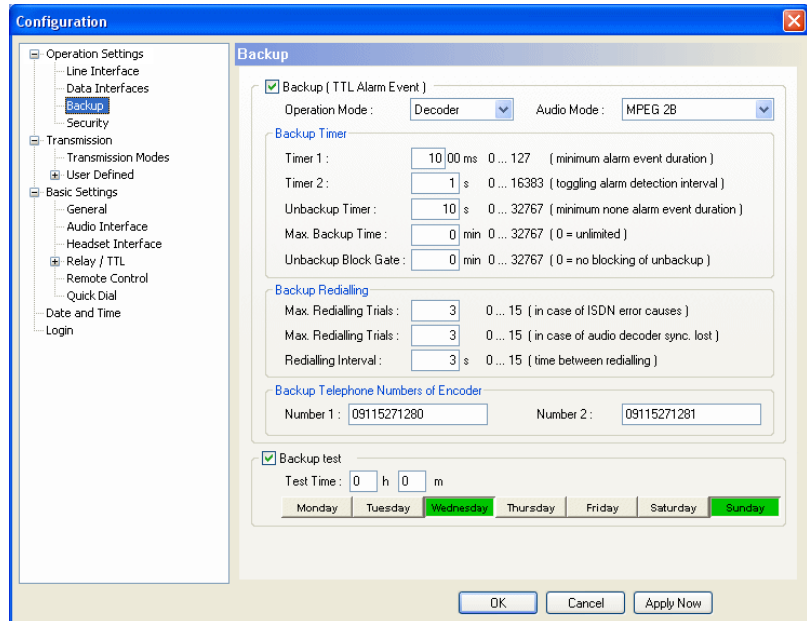 Configuration
Operation Settings
Line Interface
Data Interfaces
Backup
Security
Transmission
Transmission Modes
User Defined
Basic Settings
General
Audio Interface
Headset Interface
Relay / TTL
Remote Control
Quick Dial
Date and Time
Login
Backup
Backup ( TTL Alarm Event )
Operation Mode : Decoder Audio Mode : MPEG 2B
Backup Timer
Timer 1 : 10 00 ms 0 ... 127 ( minimum alarm event duration )
Timer 2 : 1 s 0 ... 16383 ( toggling alarm detection interval )
Unbackup Timer : 10 s 0 ... 32767 ( minimum none alarm event duration )
Max. Backup Time : 0 min 0 ... 32767 ( 0 = unlimited )
Unbackup Block Gate : 0 min 0 ... 32767 ( 0 = no blocking of unbackup )
Backup Redialling
Max. Redialling Trials : 3 0 ... 15 ( in case of ISDN error causes )
Max. Redialling Trials : 3 0 ... 15 ( in case of audio decoder sync. lost )
Redialling Interval : 3 s 0 ... 15 ( time between redialling )
Backup Telephone Numbers of Encoder
Number 1 : 09115271280 Number 2 : 09115271281
Backup test
Test Time : 0 h 0 m
Monday Tuesday Wednesday Thursday Friday Saturday Sunday
OK Cancel Apply Now